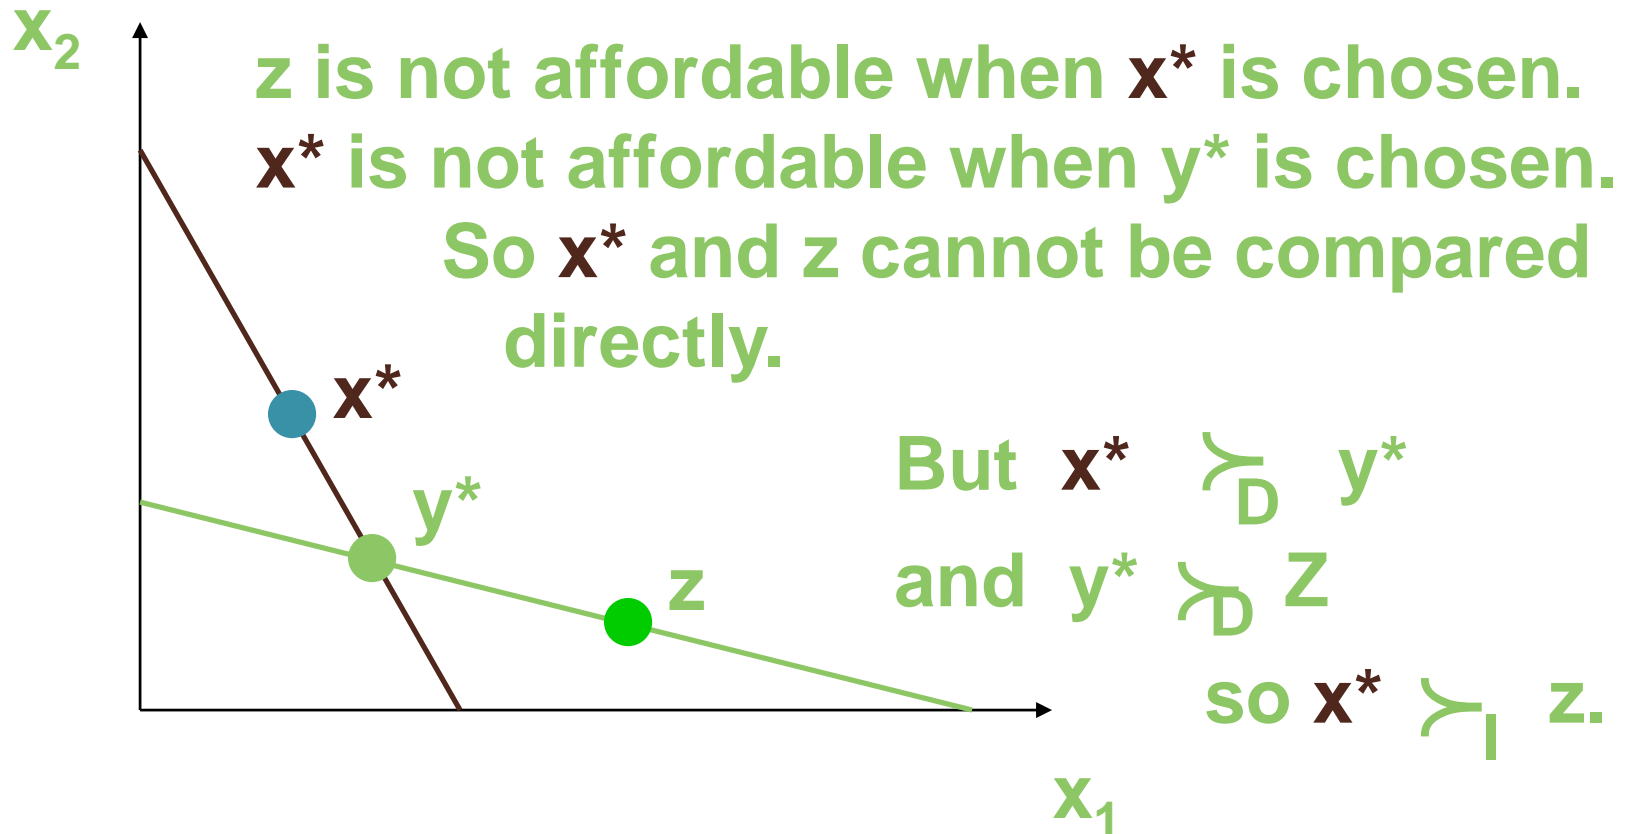 x₂
z is not affordable when x* is chosen.
x* is not affordable when y* is chosen.
So x* and z cannot be compared
directly.
x*
But x* ≻D y*
y*
and y* ≻D Z
z
so x* ≻I z.
x₁